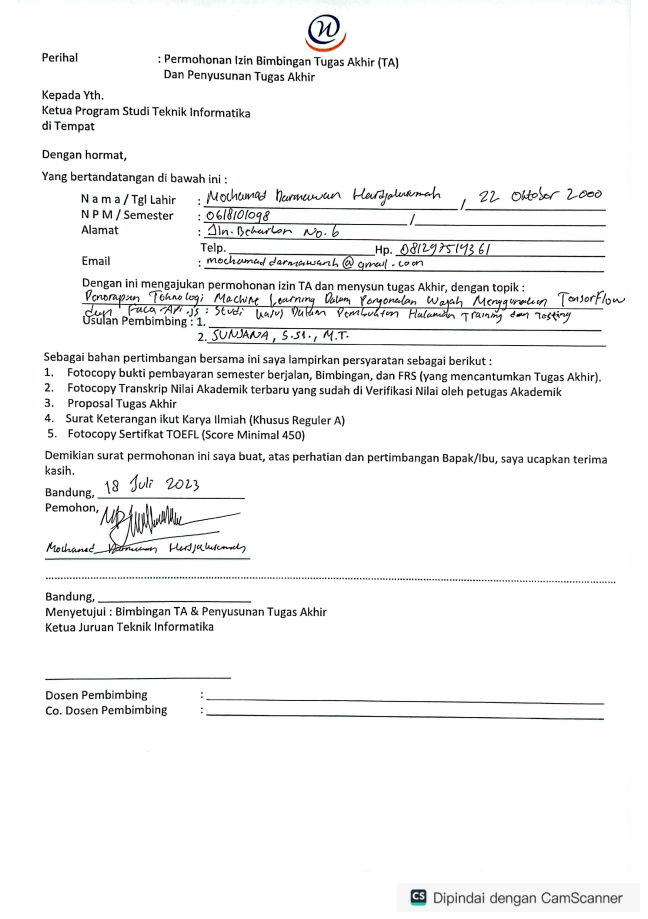 Perihal : Permohonan Izin Bimbingan Tugas Akhir (TA)
Dan Penyusunan Tugas Akhir
Kepada Yth.
Ketua Program Studi Teknik Informatika
di Tempat
Dengan hormat,
Yang bertandatangan di bawah ini :
N a m a / Tgl Lahir : Mochamad Darmawan Hardjakusumah , 22 Oktober 2000
N P M / Semester : 0618101098 /
Alamat : Jln. No. 6
Telp. Hp. 081297519361
Email : mochamaddarmawanh@gmail.com
Dengan ini mengajukan permohonan izin TA dan menysun tugas Akhir, dengan topik :
Penerapan Teknologi Machine Learning Dalam Pengenalan Wajah Menggunakan TensorFlow
dan Face-API.js : Studi Kasus Dalam Pembuatan Halaman Training dan Testing
Usulan Pembimbing : 1.
2. SUNJANA, S.SI., M.T.
Sebagai bahan pertimbangan bersama ini saya lampirkan persyaratan sebagai berikut :
1. Fotocopy bukti pembayaran semester berjalan, Bimbingan, dan FRS (yang mencantumkan Tugas Akhir).
2. Fotocopy Transkrip Nilai Akademik terbaru yang sudah di Verifikasi Nilai oleh petugas Akademik
3. Proposal Tugas Akhir
4. Surat Keterangan ikut Karya Ilmiah (Khusus Reguler A)
5. Fotocopy Sertifkat TOEFL (Score Minimal 450)
Demikian surat permohonan ini saya buat, atas perhatian dan pertimbangan Bapak/Ibu, saya ucapkan terima
kasih.
Bandung, 18 Juli 2023
Pemohon,
Mochamad Darmawan Hardjakusumah
Bandung,
Menyetujui : Bimbingan TA & Penyusunan Tugas Akhir
Ketua Juruan Teknik Informatika
Dosen Pembimbing :
Co. Dosen Pembimbing :
CS Dipindai dengan CamScanner